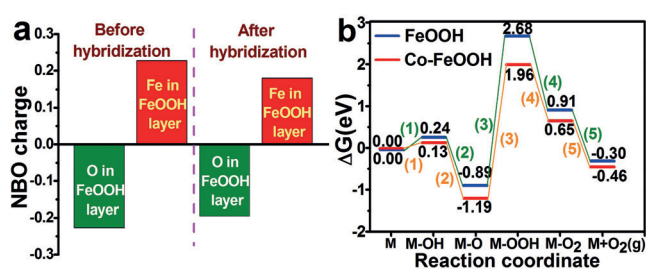 a
Before
hybridization
After
hybridization
NBO charge
0.3
0.2
0.1
0.0
-0.1
-0.2
-0.3
Fe in
FeOOH
layer
Fe in
FeOOH
layer
O in
FeOOH
layer
O in
FeOOH
layer
b
FeOOH
Co-FeOOH
ΔG(eV)
3
2
1
0
-1
-2
0.00
0.00
(1)
(1)
0.24
0.13
(2)
(2)
-0.89
-1.19
(3)
(3)
2.68
1.96
(4)
(4)
0.91
0.65
(5)
(5)
-0.30
-0.46
M M-OH M-O M-OOH M-O₂ M+O₂(g)
Reaction coordinate